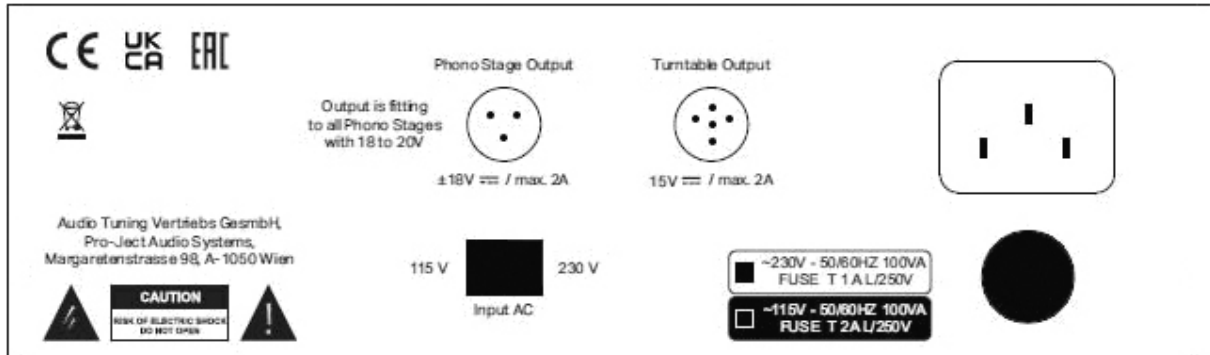 CE UKCA EAC
Phono Stage Output
Output is fitting
to all Phono Stages
with 18 to 20V
±18V ⎓ / max. 2A
Turntable Output
15V ⎓ / max. 2A
Audio Tuning Vertriebs GesmbH,
Pro-Ject Audio Systems,
Margaretenstrasse 98, A-1050 Wien
CAUTION
RISK OF ELECTRIC SHOCK
DO NOT OPEN
115 V
230 V
Input AC
~230V - 50/60HZ 100VA
FUSE T 1 A L/250V
~115V - 50/60HZ 100VA
FUSE T 2A L/250V